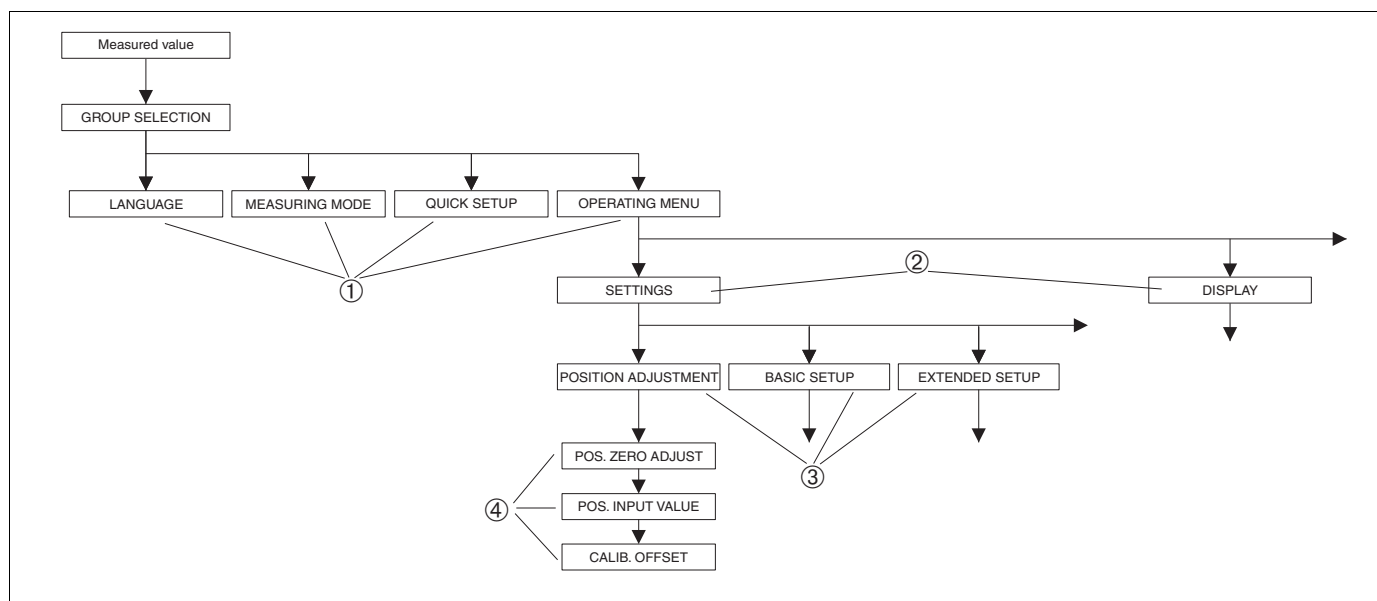 Measured value
GROUP SELECTION
LANGUAGE
MEASURING MODE
QUICK SETUP
OPERATING MENU
①
②
SETTINGS
DISPLAY
POSITION ADJUSTMENT
BASIC SETUP
EXTENDED SETUP
POS. ZERO ADJUST
③
④
POS. INPUT VALUE
CALIB. OFFSET